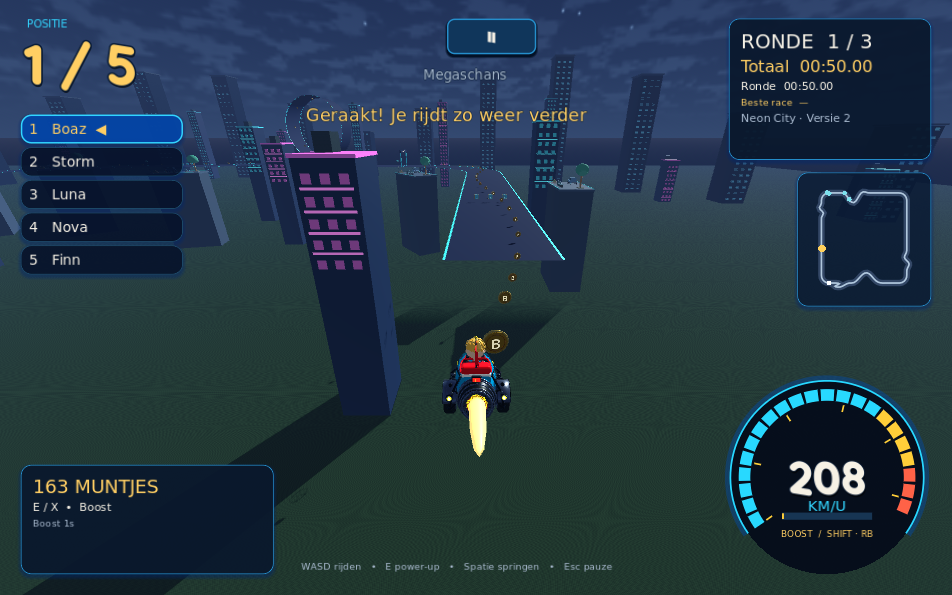 POSITIE
1 / 5
1 Boaz ◀
2 Storm
3 Luna
4 Nova
5 Finn
Megaschans
Geraakt! Je rijdt zo weer verder
RONDE 1 / 3
Totaal 00:50.00
Ronde 00:50.00
Beste race —
Neon City · Versie 2
B
B
163 MUNTJES
E / X • Boost
Boost 1s
208
KM/U
BOOST / SHIFT · RB
WASD rijden • E power-up • Spatie springen • Esc pauze